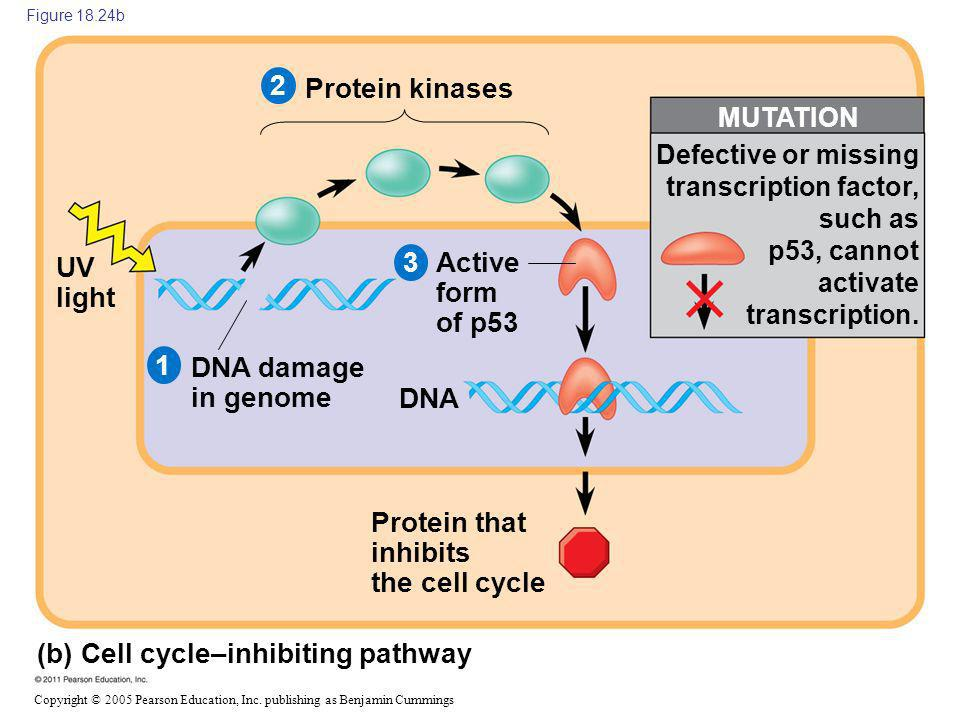 Figure 18.24b
2 Protein kinases
MUTATION
Defective or missing
transcription factor,
such as
p53, cannot
activate
transcription.
UV
light
3 Active
form
of p53
1 DNA damage
in genome
DNA
Protein that
inhibits
the cell cycle
(b) Cell cycle–inhibiting pathway
© 2011 Pearson Education, Inc.
Copyright © 2005 Pearson Education, Inc. publishing as Benjamin Cummings